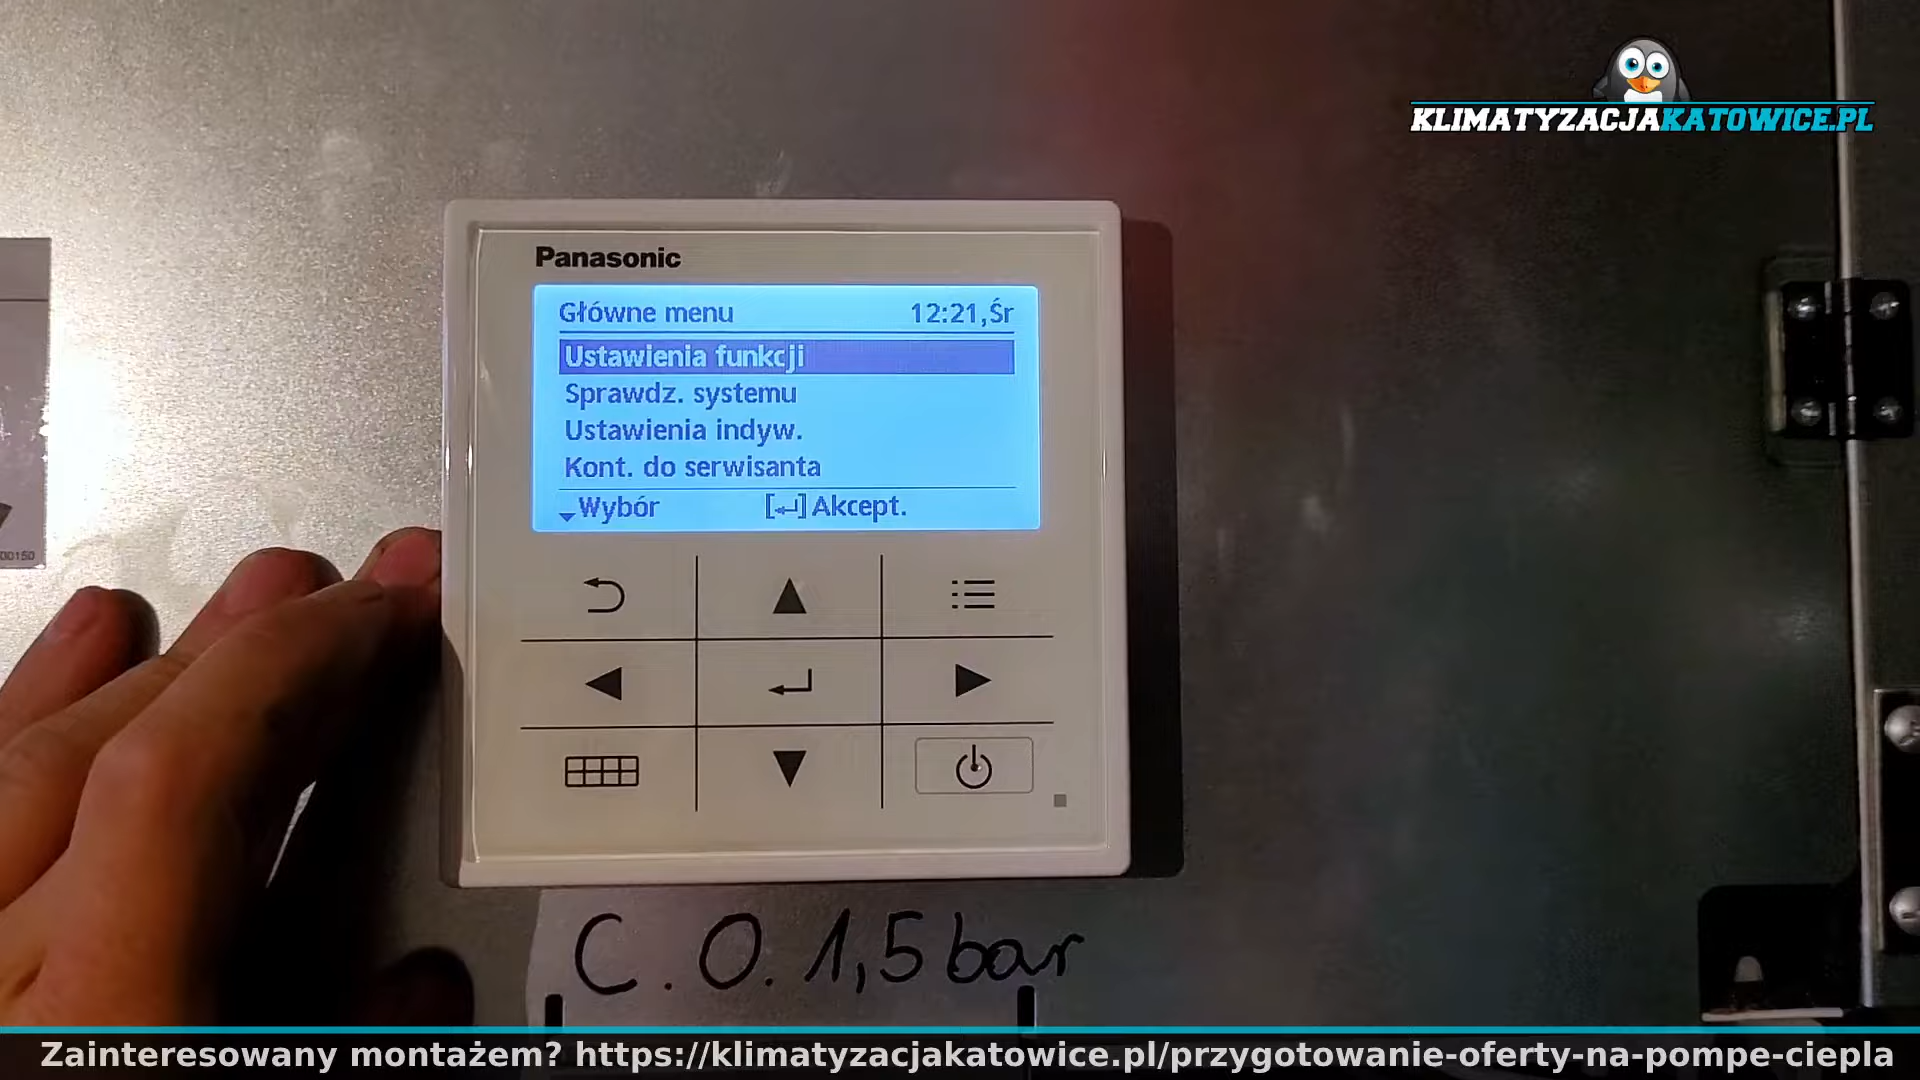 KLIMATYZACJAKATOWICE.PL
Panasonic
Główne menu 12:21,Śr
Ustawienia funkcji
Sprawdz. systemu
Ustawienia indyw.
Kont. do serwisanta
Wybór [↵] Akcept.
00150
C.O. 1,5 bar
Zainteresowany montażem? https://klimatyzacjakatowice.pl/przygotowanie-oferty-na-pompe-ciepla